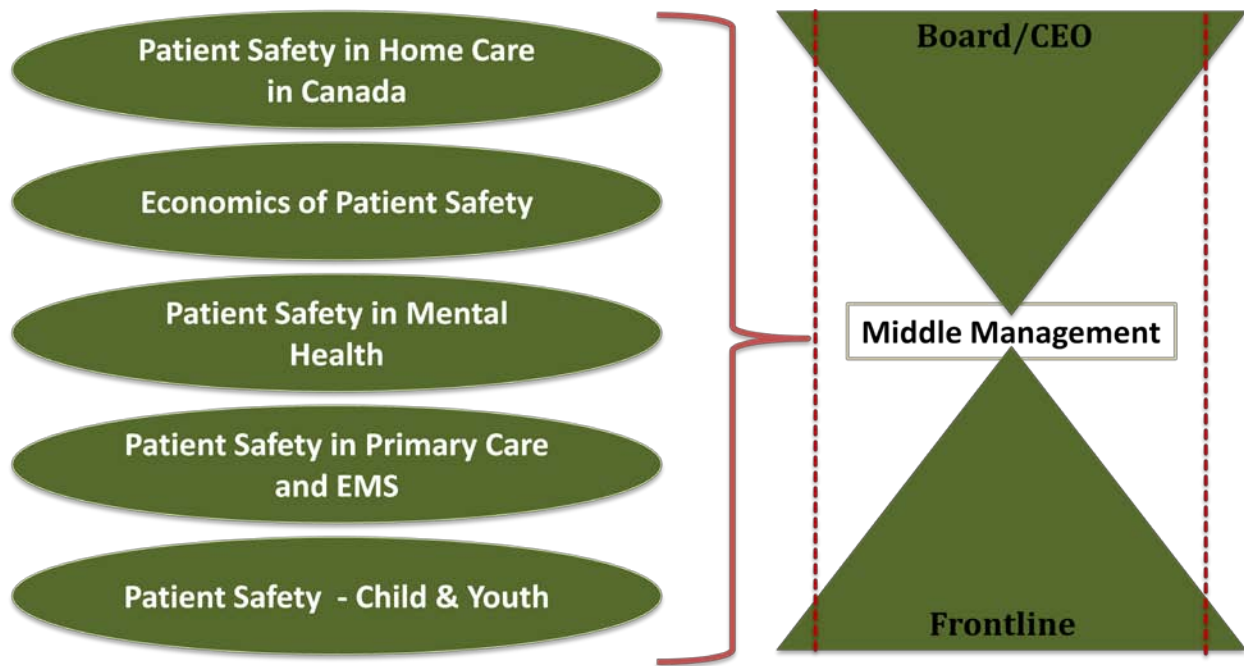 Patient Safety in Home Care
in Canada
Economics of Patient Safety
Patient Safety in Mental
Health
Patient Safety in Primary Care
and EMS
Patient Safety - Child & Youth
Board/CEO
Middle Management
Frontline